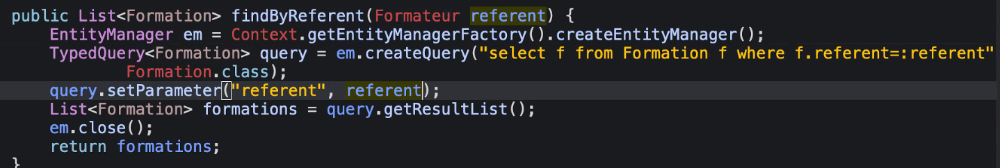 public List<Formation> findByReferent(Formateur referent) {
EntityManager em = Context.getEntityManagerFactory().createEntityManager();
TypedQuery<Formation> query = em.createQuery("select f from Formation f where f.referent=:referent"
Formation.class);
query.setParameter("referent", referent);
List<Formation> formations = query.getResultList();
em.close();
return formations;
}